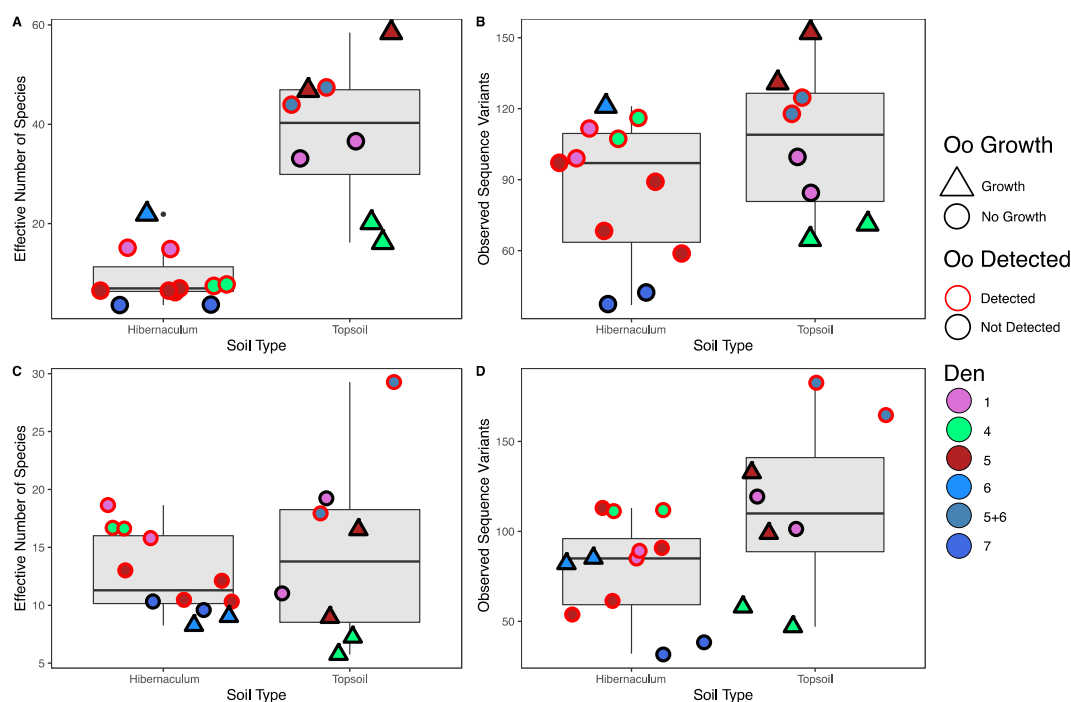 A
Effective Number of Species
60
40
20
Hibernaculum
Topsoil
Soil Type
B
Observed Sequence Variants
150
120
90
60
Hibernaculum
Topsoil
Soil Type
C
Effective Number of Species
30
25
20
15
10
5
Hibernaculum
Topsoil
Soil Type
D
Observed Sequence Variants
150
100
50
Hibernaculum
Topsoil
Soil Type
Oo Growth
Growth
No Growth
Oo Detected
Detected
Not Detected
Den
1
4
5
6
5+6
7